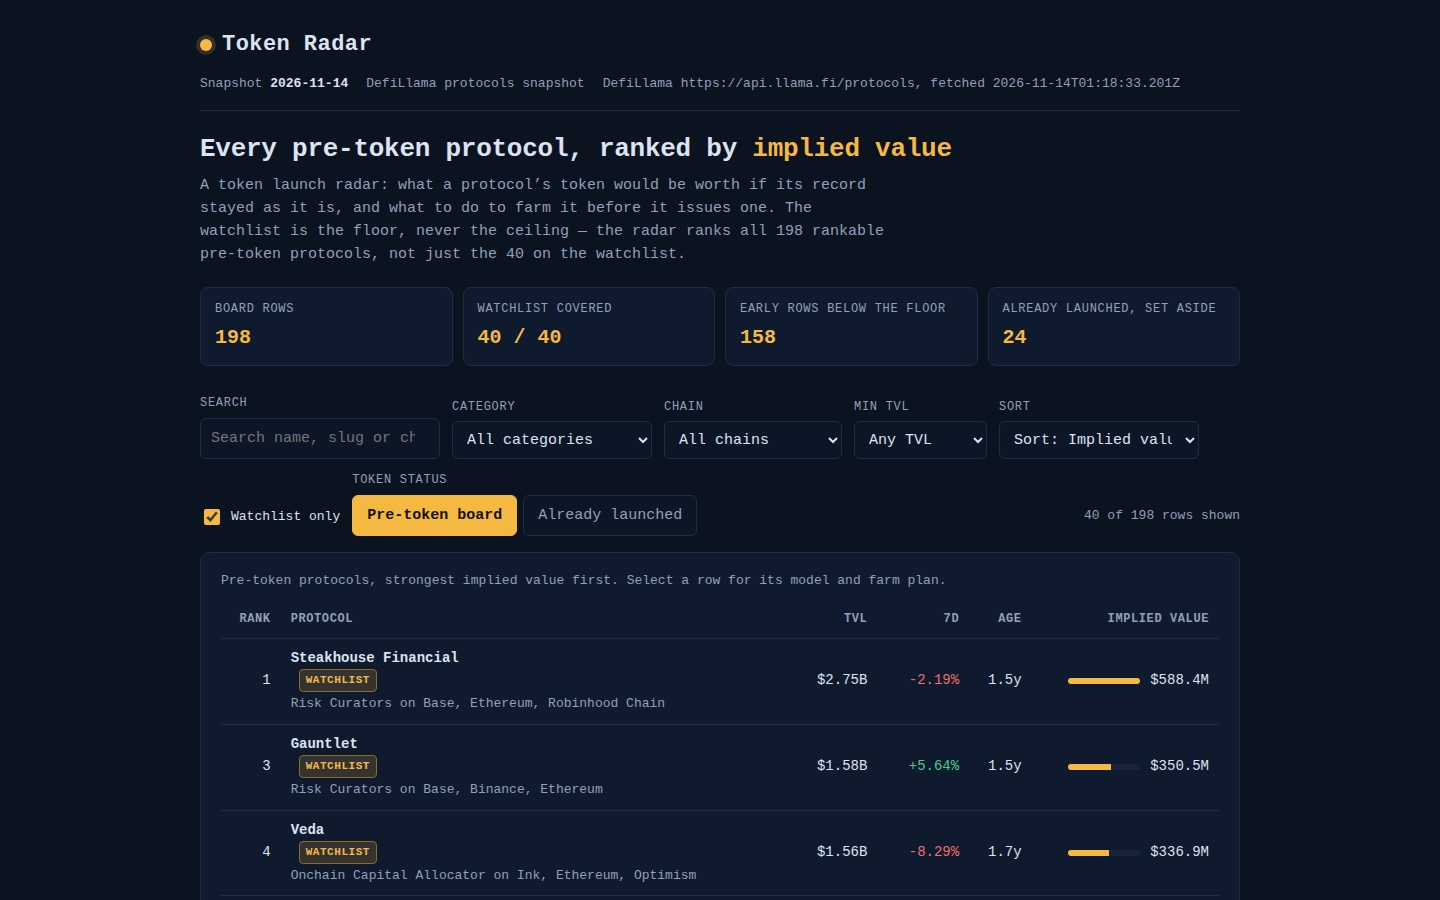 Token Radar
Snapshot 2026-11-14 DefiLlama protocols snapshot DefiLlama https://api.llama.fi/protocols, fetched 2026-11-14T01:18:33.201Z
Every pre-token protocol, ranked by implied value
A token launch radar: what a protocol’s token would be worth if its record
stayed as it is, and what to do to farm it before it issues one. The
watchlist is the floor, never the ceiling — the radar ranks all 198 rankable
pre-token protocols, not just the 40 on the watchlist.
BOARD ROWS
198
WATCHLIST COVERED
40 / 40
EARLY ROWS BELOW THE FLOOR
158
ALREADY LAUNCHED, SET ASIDE
24
SEARCH
Search name, slug or ch
CATEGORY
All categories
CHAIN
All chains
MIN TVL
Any TVL
SORT
Sort: Implied valu
Watchlist only
TOKEN STATUS
Pre-token board
Already launched
40 of 198 rows shown
Pre-token protocols, strongest implied value first. Select a row for its model and farm plan.
RANK PROTOCOL TVL 7D AGE IMPLIED VALUE
Steakhouse Financial
1 WATCHLIST $2.75B -2.19% 1.5y $588.4M
Risk Curators on Base, Ethereum, Robinhood Chain
Gauntlet
3 WATCHLIST $1.58B +5.64% 1.5y $350.5M
Risk Curators on Base, Binance, Ethereum
Veda
4 WATCHLIST $1.56B -8.29% 1.7y $336.9M
Onchain Capital Allocator on Ink, Ethereum, Optimism